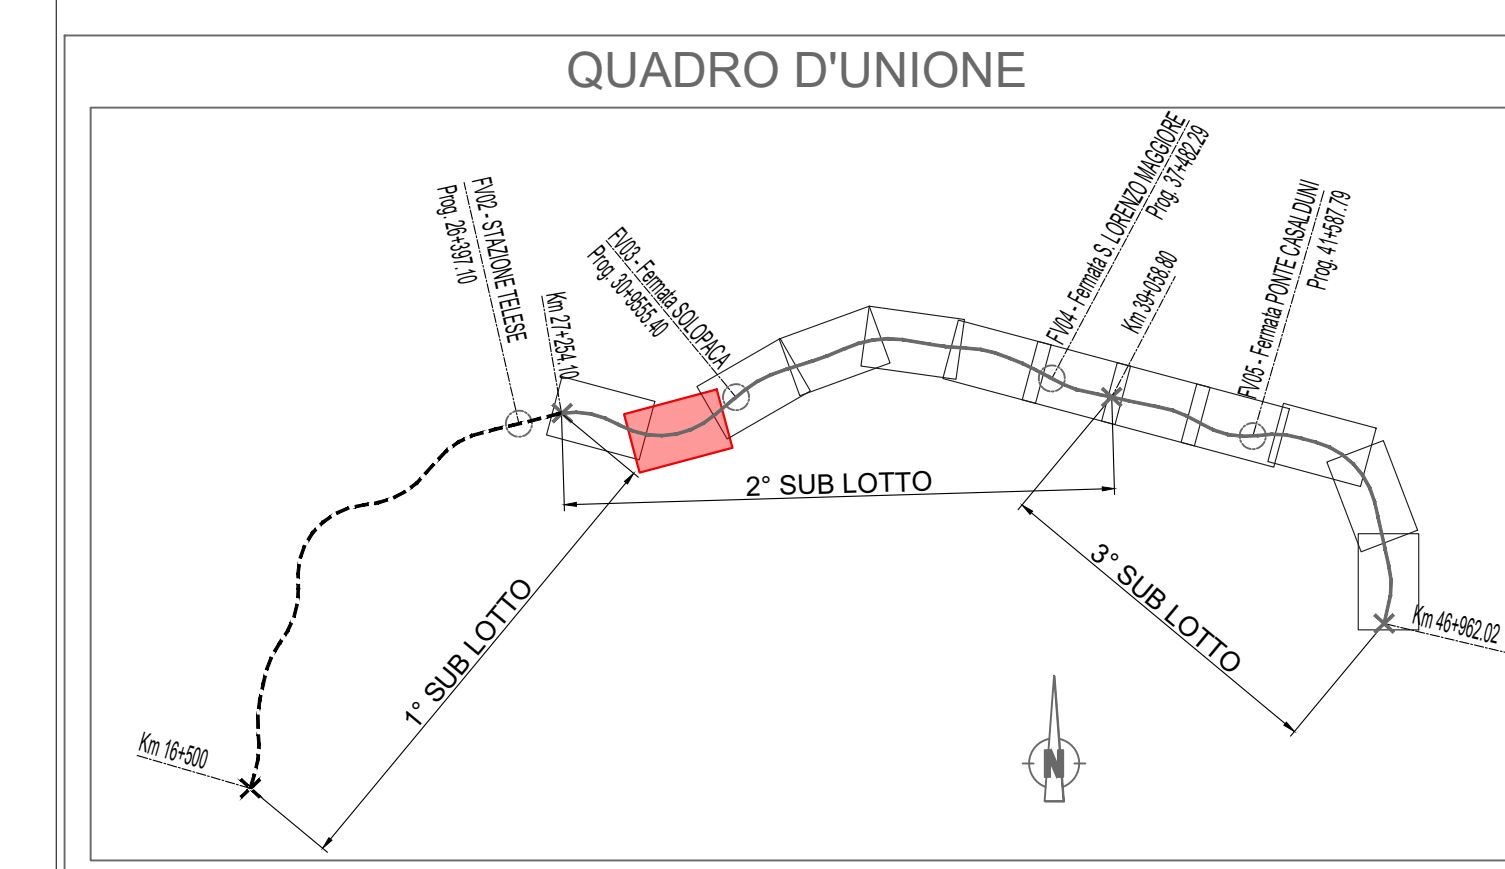 QUADRO D'UNIONE
FV02 - STAZIONE TELESE
Prog. 26+397.10
Km 27+254.10
FV03 - Fermata SOLOPACA
Prog. 30+9555.40
FV04 - Fermata S. LORENZO MAGGIORE
Prog. 37+482.29
Km 39+058.80
FV05 - Fermata PONTE CASALDUNI
Prog. 41+587.79
2° SUB LOTTO
1° SUB LOTTO
3° SUB LOTTO
Km 46+962.02
Km 16+500
N